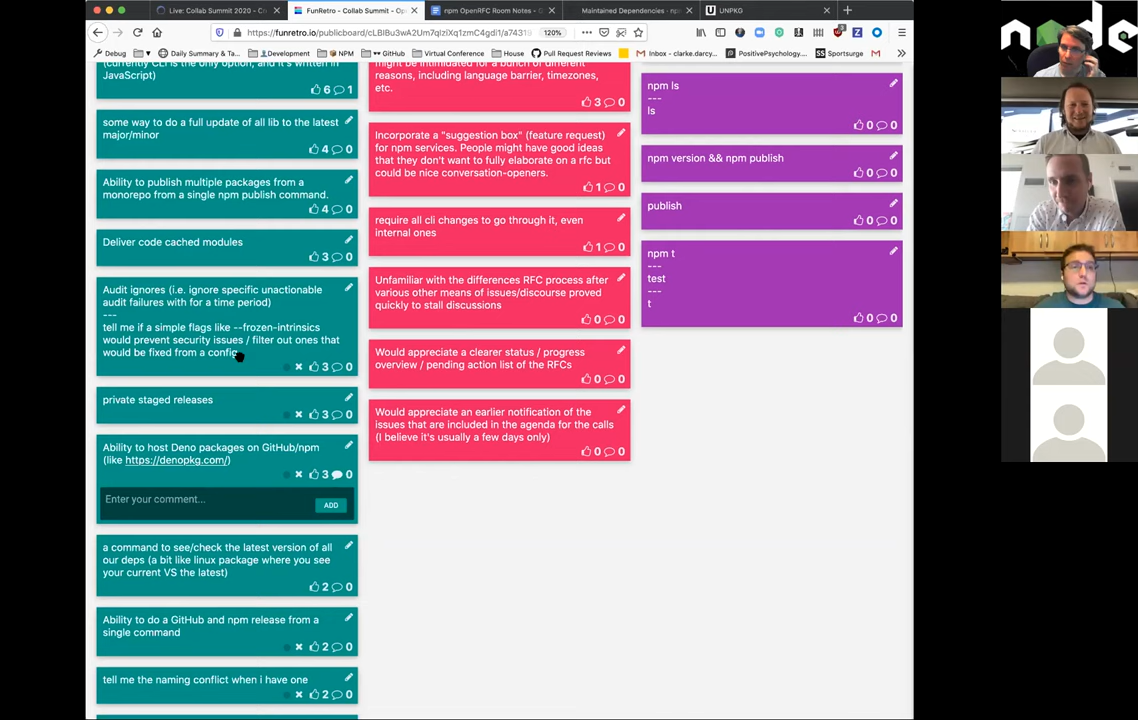 Live: Collab Summit 2020 - Cr
FunRetro - Collab Summit - Op
npm OpenRFC Room Notes - G
Maintained Dependencies - npm
UNPKG
https://funretro.io/publicboard/
120%
Debug
Daily Summary & Ta...
Development
NPM
GitHub
Virtual Conference
House
Pull Request Reviews
Inbox - clarke.darcy...
PositivePsychology....
Sportsurge
(currently CLI is the only option, and it's written in
JavaScript)
6 1
some way to do a full update of all lib to the latest
major/minor
4 0
Ability to publish multiple packages from a
monorepo from a single npm publish command.
4 0
Deliver code cached modules
3 0
Audit ignores (i.e. ignore specific unactionable
audit failures with for a time period)
---
tell me if a simple flags like --frozen-intrinsics
would prevent security issues / filter out ones that
would be fixed from a config
3 0
private staged releases
3 0
Ability to host Deno packages on GitHub/npm
(like https://denopkg.com/)
3 0
Enter your comment...
ADD
a command to see/check the latest version of all
our deps (a bit like linux package where you see
your current VS the latest)
2 0
Ability to do a GitHub and npm release from a
single command
2 0
tell me the naming conflict when i have one
2 0
might be intimidated for a bunch of different
reasons, including language barrier, timezones,
etc.
3 0
Incorporate a "suggestion box" (feature request)
for npm services. People might have good ideas
that they don't want to fully elaborate on a rfc but
could be nice conversation-openers.
1 0
require all cli changes to go through it, even
internal ones
1 0
Unfamiliar with the differences RFC process after
various other means of issues/discourse proved
quickly to stall discussions
0 0
Would appreciate a clearer status / progress
overview / pending action list of the RFCs
0 0
Would appreciate an earlier notification of the
issues that are included in the agenda for the calls
(I believe it's usually a few days only)
0 0
npm ls
---
ls
0 0
npm version && npm publish
0 0
publish
0 0
npm t
---
test
---
t
0 0